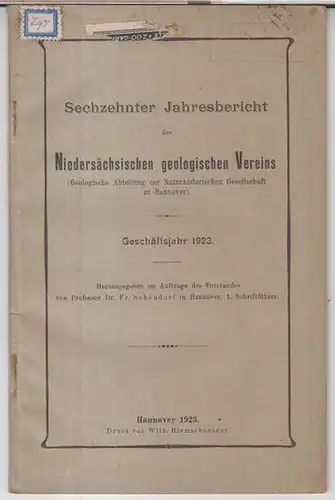 Sechzehnter Jahresbericht
des
Niedersächsischen geologischen Vereins
(Geologische Abteilung der Naturhistorischen Gesellschaft
zu Hannover).
Geschäftsjahr 1923.
Herausgegeben im Auftrage des Vorstandes
von Professor Dr. Fr. Schöndorf in Hannover, 1. Schriftführer.
Hannover 1923.
Druck von Wilh. Riemschneider.